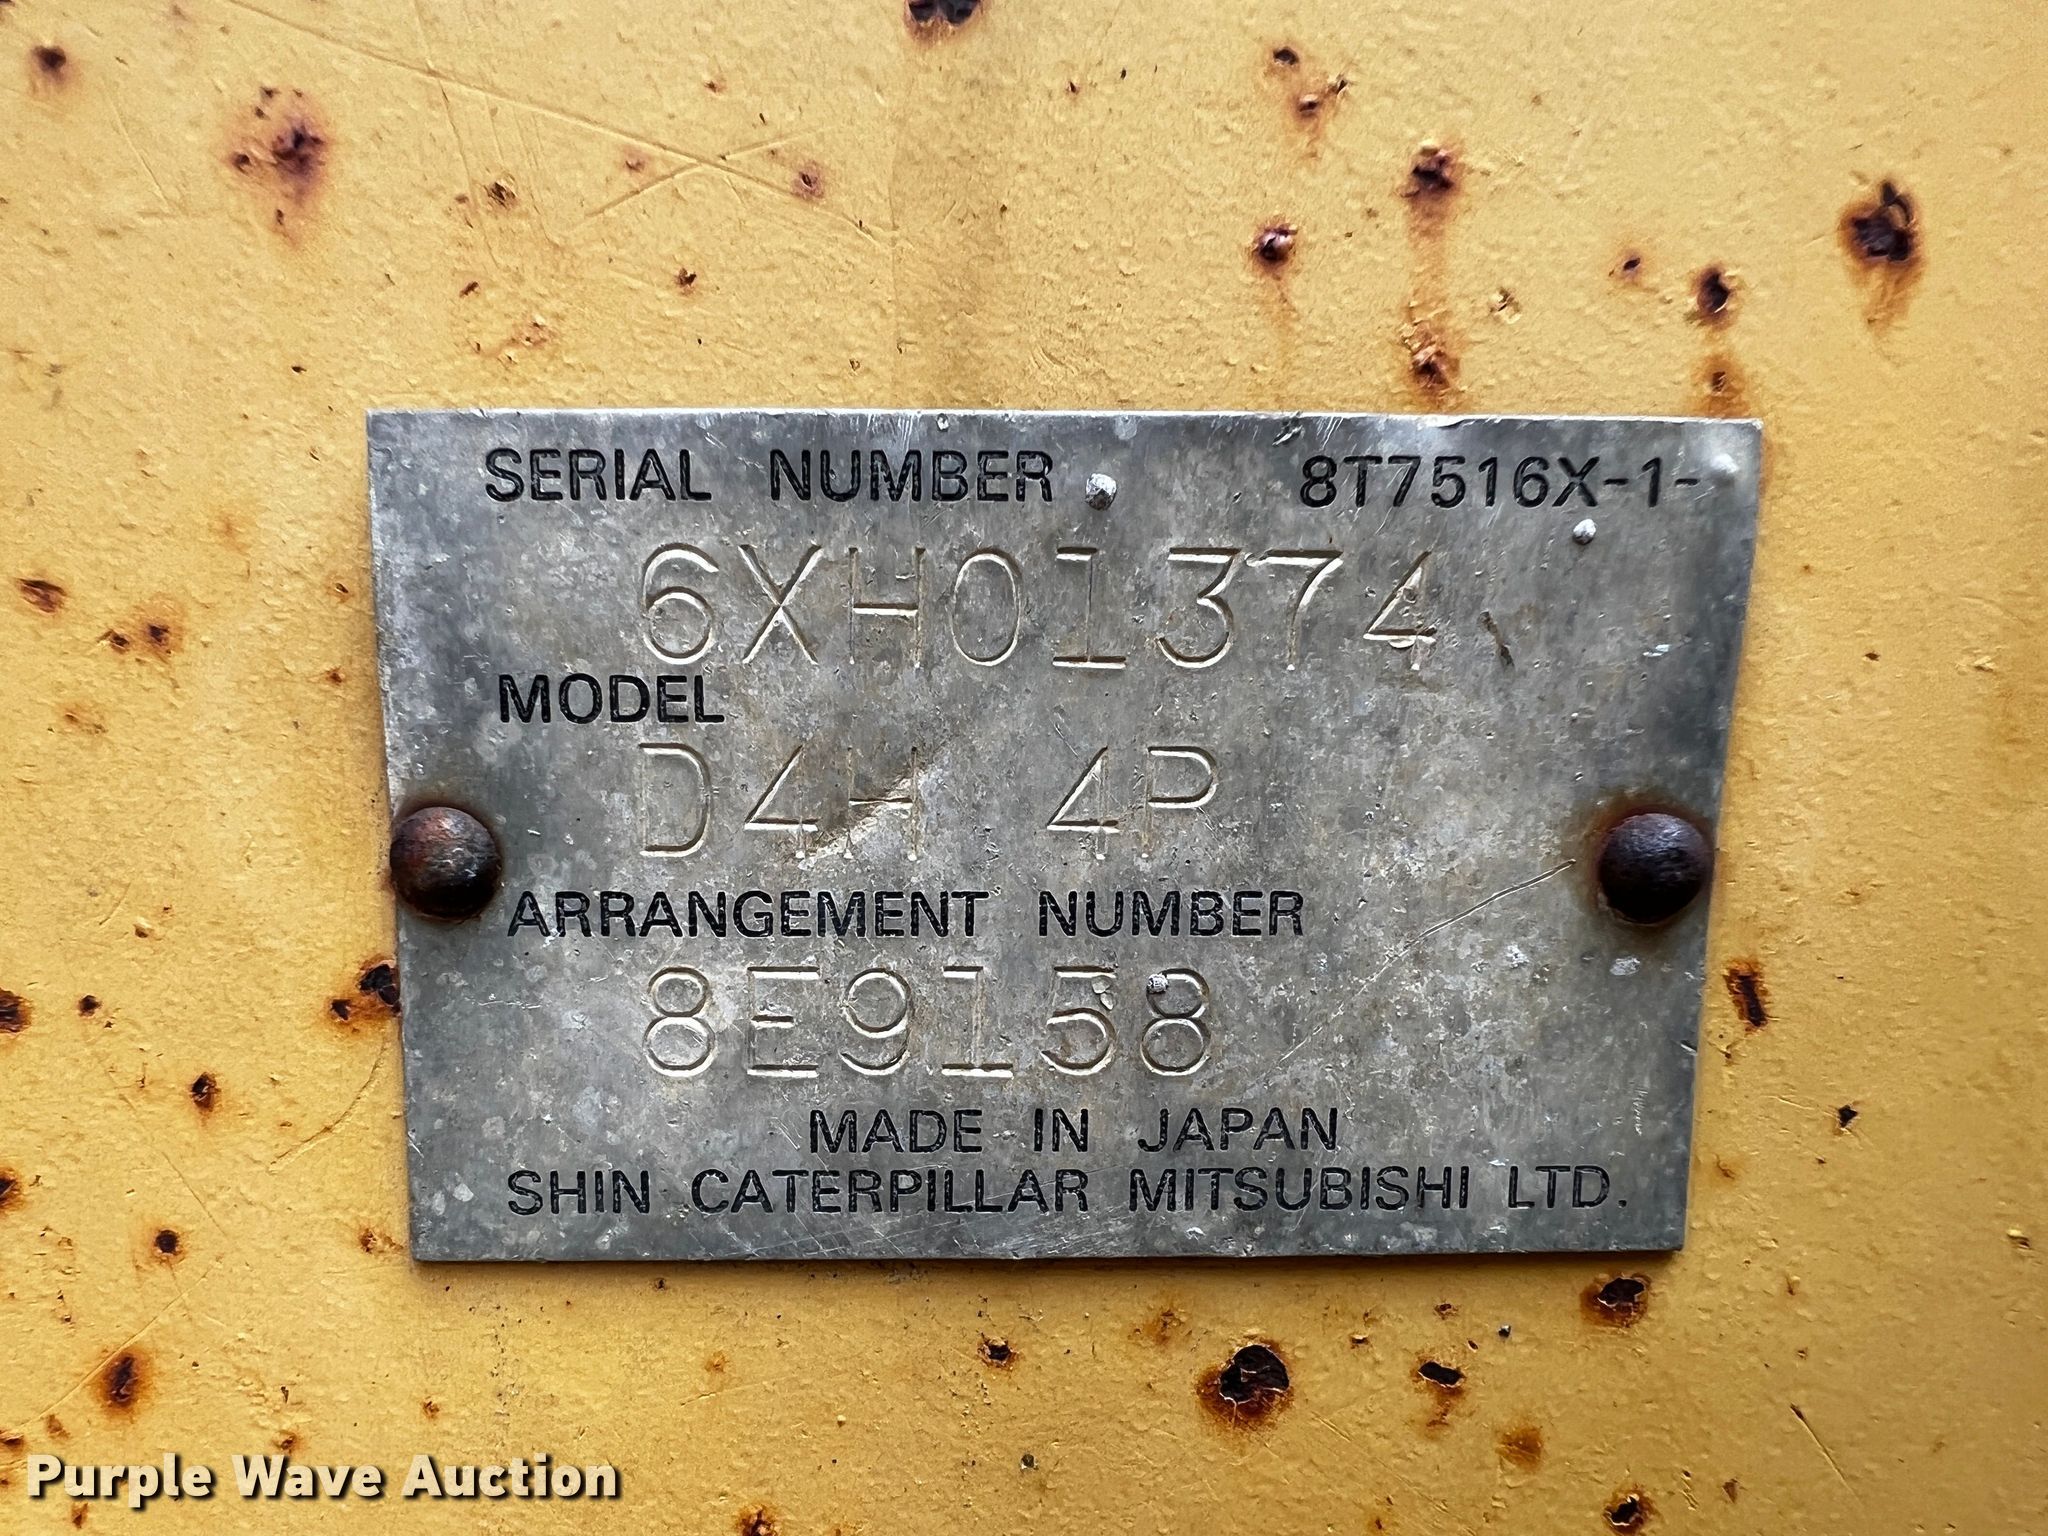 SERIAL NUMBER 8T7516X-1-
6XH01374
MODEL
D4H 4P
ARRANGEMENT NUMBER
8E9158
MADE IN JAPAN
SHIN CATERPILLAR MITSUBISHI LTD.
Purple Wave Auction